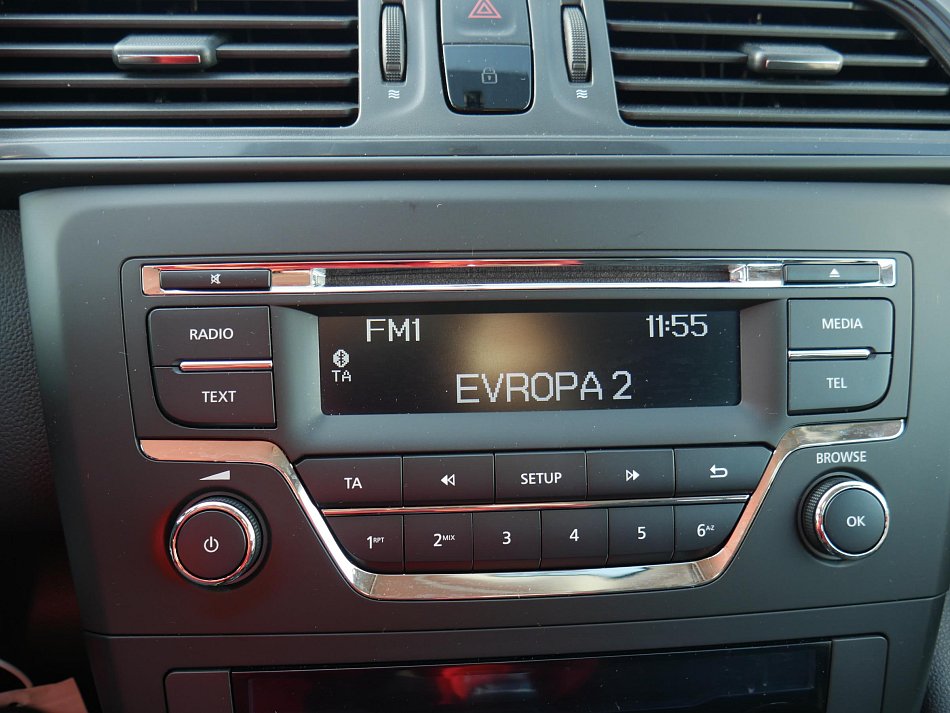 RADIO
TEXT
FM1
11:55
TA
EVROPA 2
MEDIA
TEL
BROWSE
OK
TA
SETUP
1RPT
2MIX
3
4
5
6A-Z